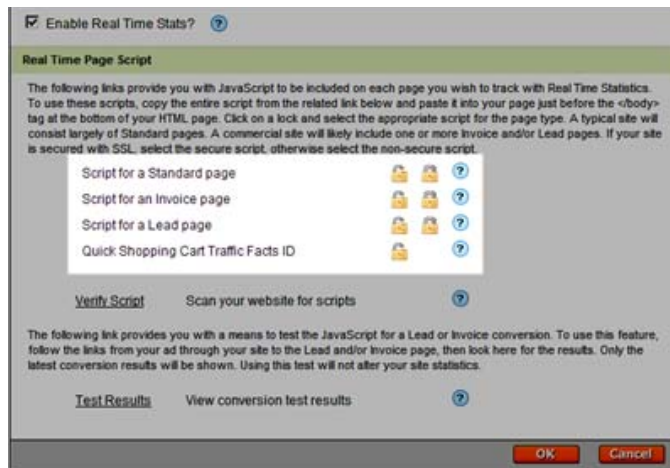 Enable Real Time Stats?
Real Time Page Script
The following links provide you with JavaScript to be included on each page you wish to track with Real Time Statistics.
To use these scripts, copy the entire script from the related link below and paste it into your page just before the </body>
tag at the bottom of your HTML page. Click on a lock and select the appropriate script for the page type. A typical site will
consist largely of Standard pages. A commercial site will likely include one or more Invoice and/or Lead pages. If your site
is secured with SSL, select the secure script, otherwise select the non-secure script.
Script for a Standard page
Script for an Invoice page
Script for a Lead page
Quick Shopping Cart Traffic Facts ID
Verify Script Scan your website for scripts
The following link provides you with a means to test the JavaScript for a Lead or Invoice conversion. To use this feature,
follow the links from your ad through your site to the Lead and/or Invoice page, then look here for the results. Only the
latest conversion results will be shown. Using this test will not alter your site statistics.
Test Results View conversion test results
OK Cancel